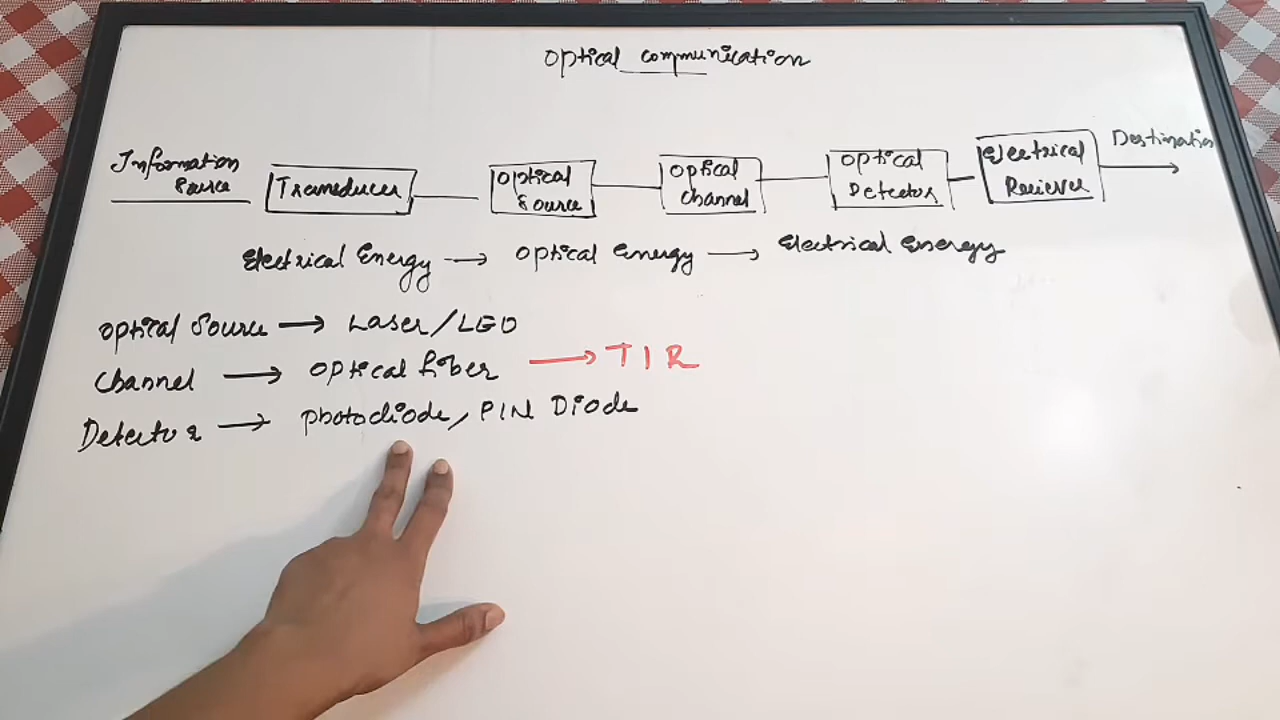 Optical communication
Information Source
Transducer
Optical Source
Optical Channel
Optical Detector
Electrical Reciever
Destination
Electrical Energy → Optical Energy → Electrical Energy
Optical Source → Laser/LED
Channel → Optical fiber → TIR
Detector → Photodiode, PIN Diode